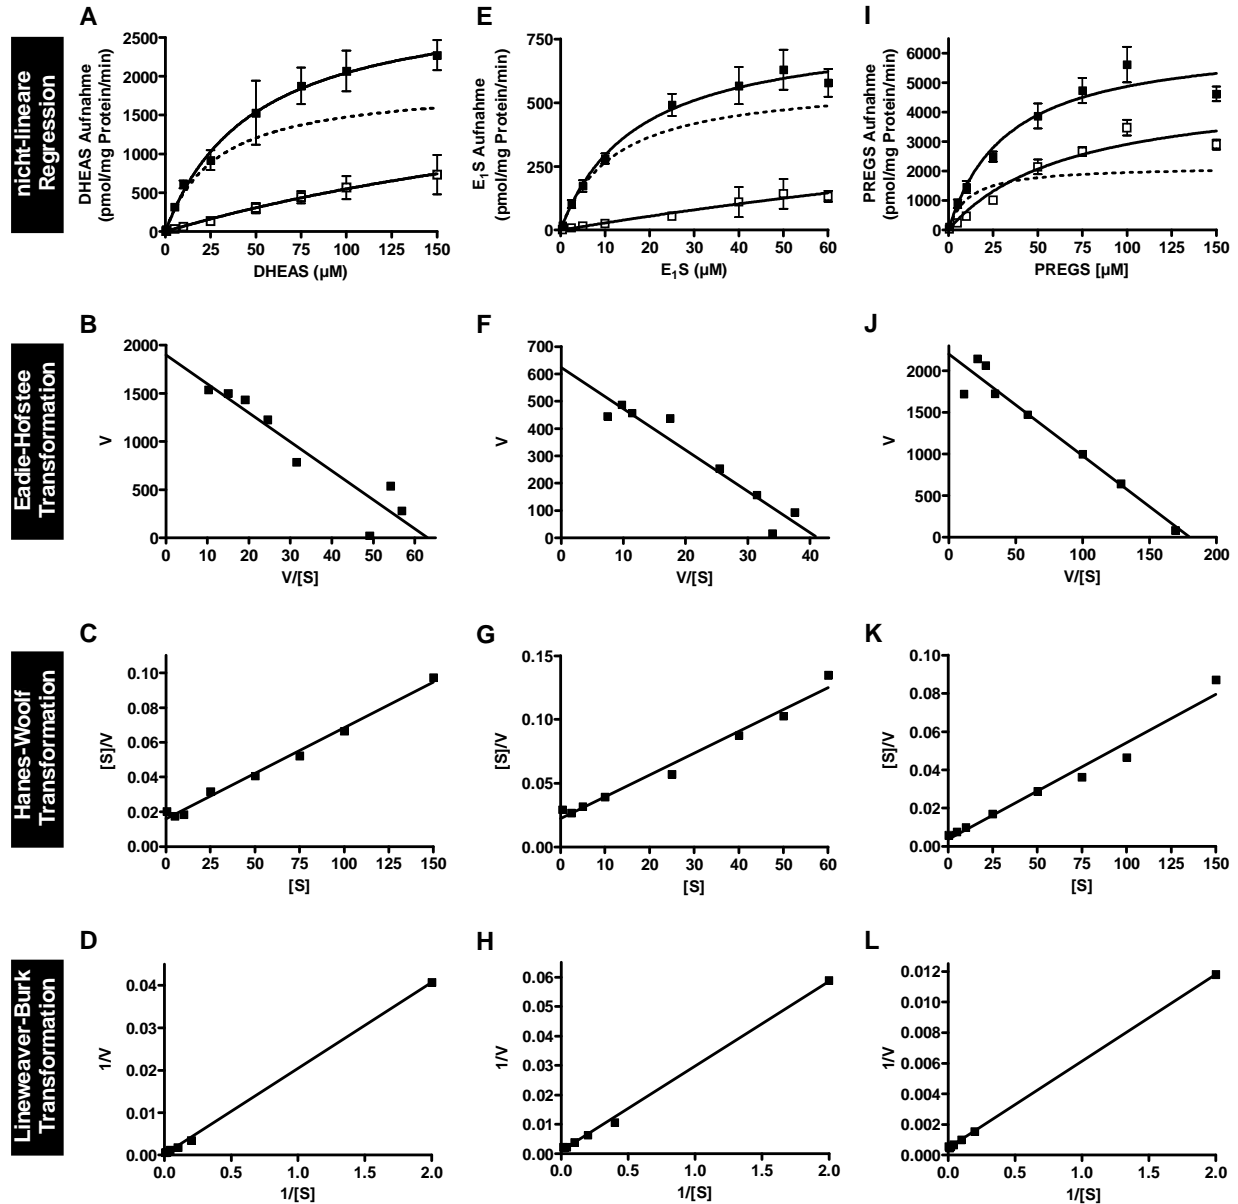 A
E
I
nicht-lineare
Regression
DHEAS Aufnahme
(pmol/mg Protein/min)
2500
2000
1500
1000
500
0
0 25 50 75 100 125 150
DHEAS (µM)
E1S Aufnahme
(pmol/mg Protein/min)
750
500
250
0
0 10 20 30 40 50 60
E1S (µM)
PREGS Aufnahme
(pmol/mg Protein/min)
6000
5000
4000
3000
2000
1000
0
0 25 50 75 100 125 150
PREGS [µM]
B
F
J
Eadie-Hofstee
Transformation
V
2000
1500
1000
500
0
0 10 20 30 40 50 60
V/[S]
V
700
600
500
400
300
200
100
0
0 10 20 30 40
V/[S]
V
2000
1500
1000
500
0
0 50 100 150 200
V/[S]
C
G
K
Hanes-Woolf
Transformation
[S]/V
0.10
0.08
0.06
0.04
0.02
0.00
0 25 50 75 100 125 150
[S]
[S]/V
0.15
0.10
0.05
0.00
0 10 20 30 40 50 60
[S]
[S]/V
0.10
0.08
0.06
0.04
0.02
0.00
0 25 50 75 100 125 150
[S]
D
H
L
Lineweaver-Burk
Transformation
1/V
0.04
0.03
0.02
0.01
0.00
0.0 0.5 1.0 1.5 2.0
1/[S]
1/V
0.06
0.05
0.04
0.03
0.02
0.01
0.00
0.0 0.5 1.0 1.5 2.0
1/[S]
1/V
0.012
0.010
0.008
0.006
0.004
0.002
0.000
0.0 0.5 1.0 1.5 2.0
1/[S]